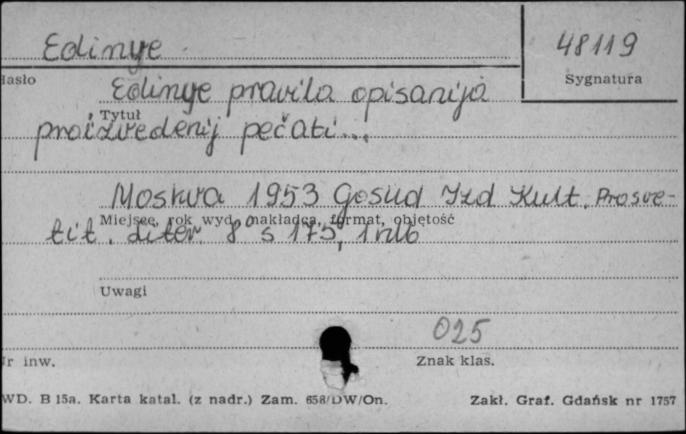 Edinye
48119
Hasło
Sygnatura
Edinye pravila opisanija
Tytuł
proizvedenij pečati...
Moskva 1953 Gosud Izd Kult. Prosve-
Miejsce, rok wyd., nakładca, format, objętość
tit. Liter. 8° s 175, 1 nlb
Uwagi
025
Nr inw.
Znak klas.
WD. B 15a. Karta katal. (z nadr.) Zam. 658/DW/On.
Zakł. Graf. Gdańsk nr 1757